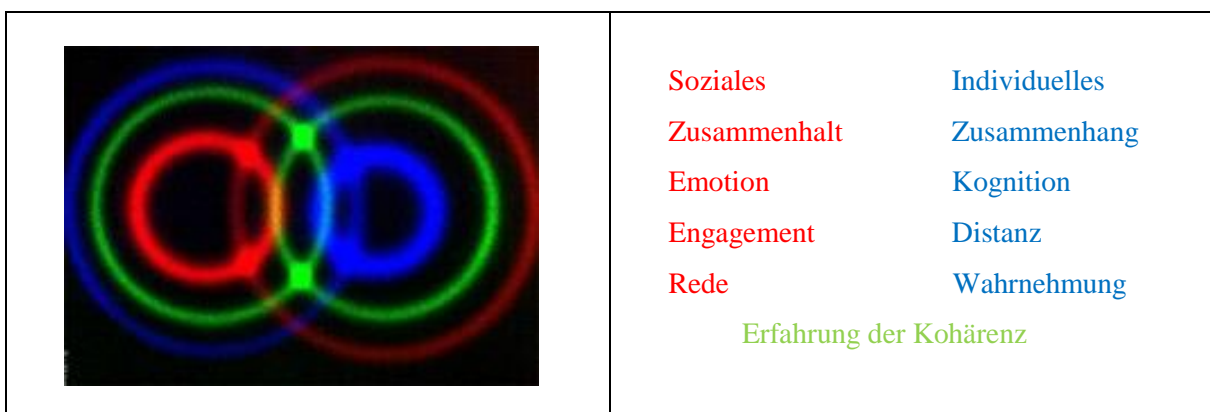 Soziales Individuelles
Zusammenhalt Zusammenhang
Emotion Kognition
Engagement Distanz
Rede Wahrnehmung
Erfahrung der Kohärenz